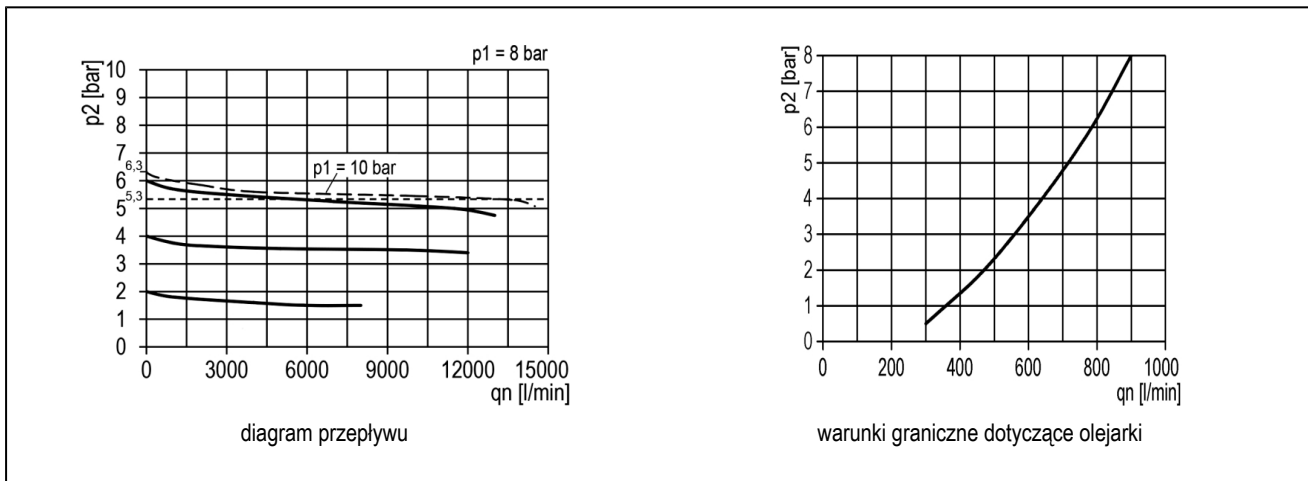 p1 = 8 bar
p2 [bar]
10
9
8
7
6,3
6
5,3
5
4
3
2
1
0
p1 = 10 bar
0 3000 6000 9000 12000 15000
qn [l/min]
diagram przepływu
p2 [bar]
8
7
6
5
4
3
2
1
0
0 200 400 600 800 1000
qn [l/min]
warunki graniczne dotyczące olejarki